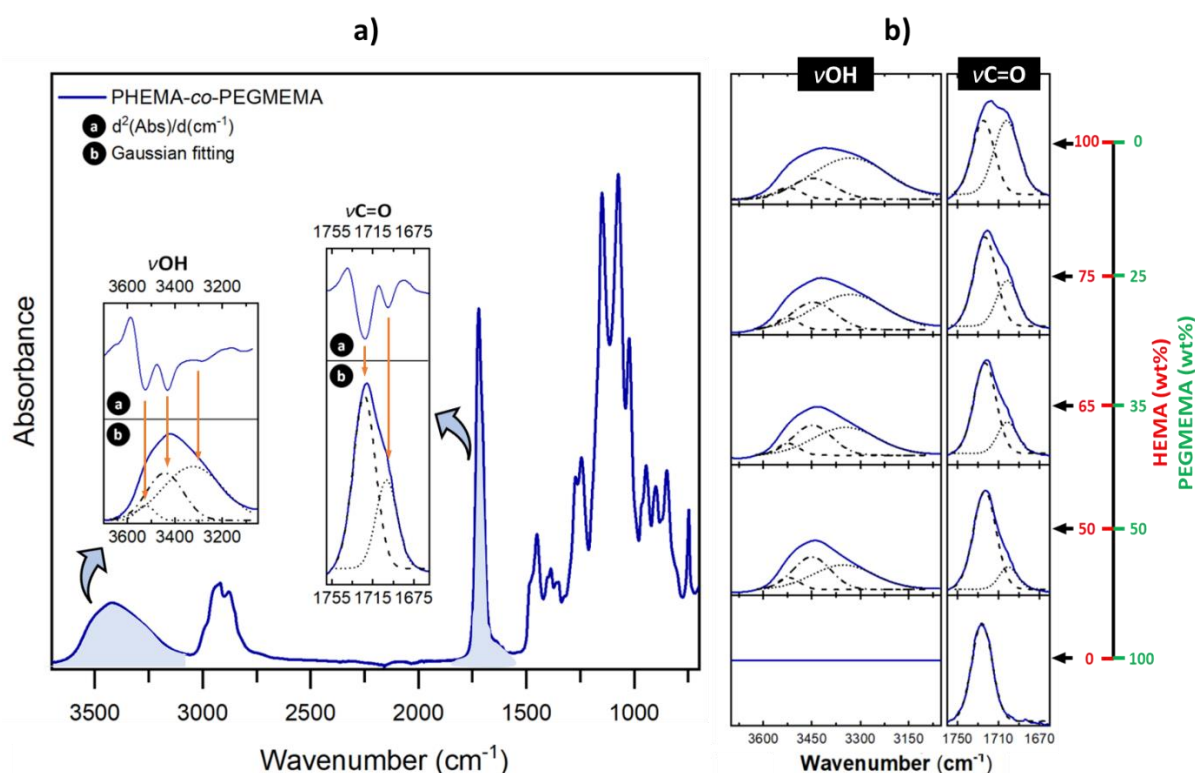 a)
PHEMA-co-PEGMEMA
a d²(Abs)/d(cm⁻¹)
b Gaussian fitting
νOH
3600 3400 3200
a
b
3600 3400 3200
νC=O
1755 1715 1675
a
b
1755 1715 1675
Absorbance
3500 3000 2500 2000 1500 1000
Wavenumber (cm⁻¹)
b)
νOH νC=O
100 0
75 25
65 35
50 50
0 100
HEMA (wt%)
PEGMEMA (wt%)
3600 3450 3300 3150 1750 1710 1670
Wavenumber (cm⁻¹)